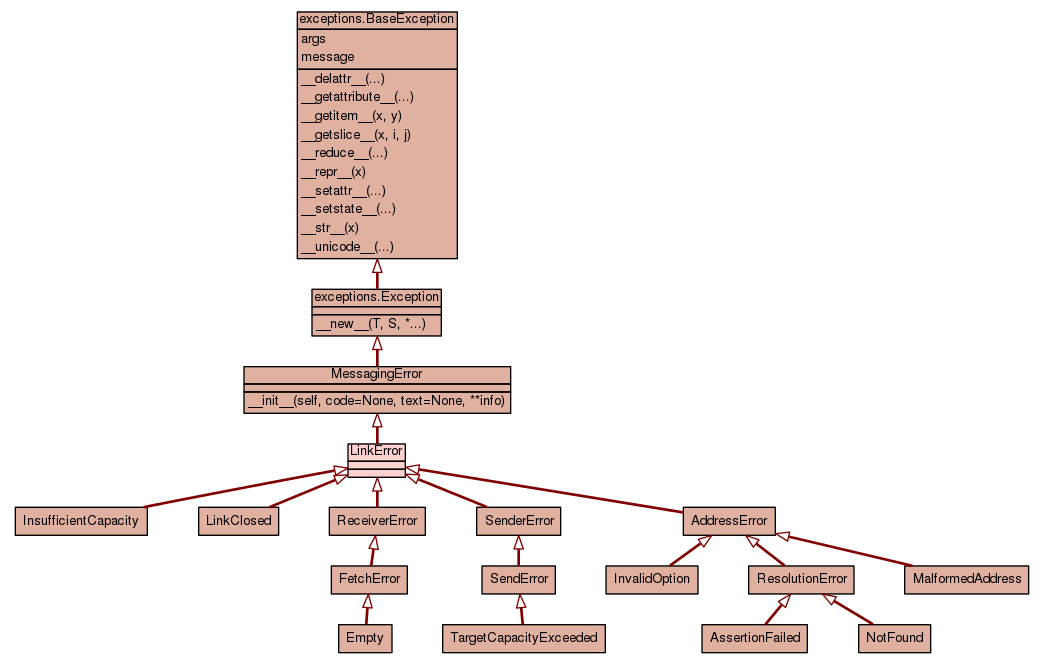 exceptions.BaseException
args
message
__delattr__(...)
__getattribute__(...)
__getitem__(x, y)
__getslice__(x, i, j)
__reduce__(...)
__repr__(x)
__setattr__(...)
__setstate__(...)
__str__(x)
__unicode__(...)
exceptions.Exception
__new__(T, S, *...)
MessagingError
__init__(self, code=None, text=None, **info)
LinkError
InsufficientCapacity
LinkClosed
ReceiverError
SenderError
AddressError
FetchError
SendError
InvalidOption
ResolutionError
MalformedAddress
Empty
TargetCapacityExceeded
AssertionFailed
NotFound